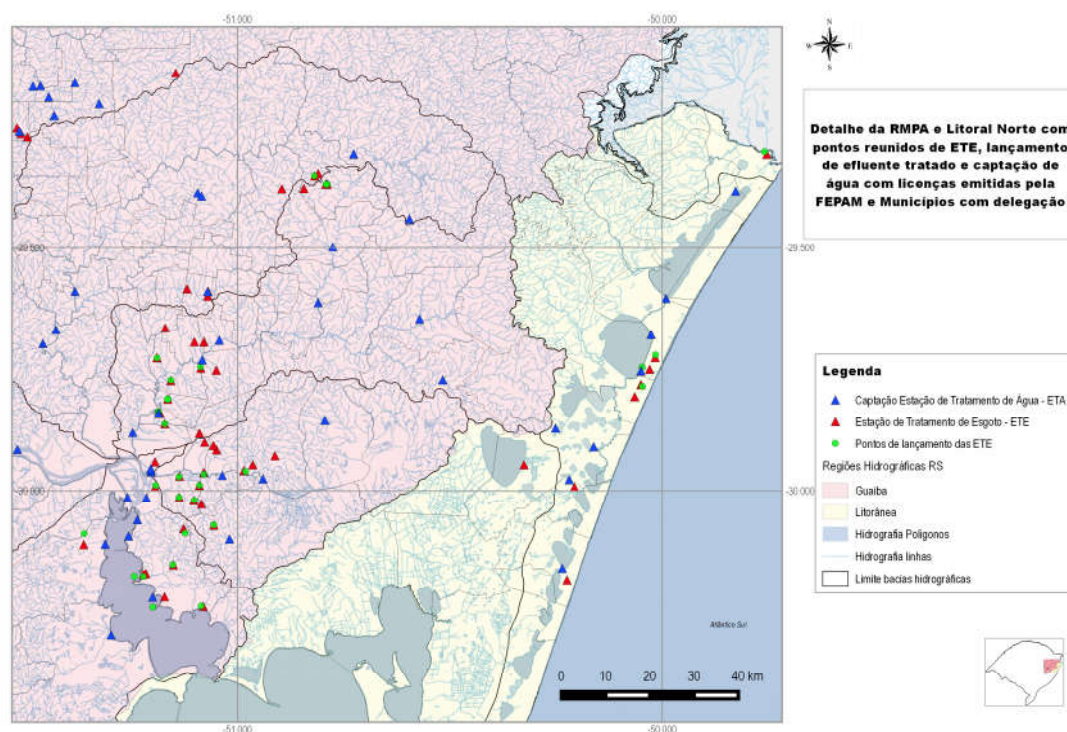 -51.000
-50.000
N
W
E
S
Detalhe da RMPA e Litoral Norte com
pontos reunidos de ETE, lançamento
de efluente tratado e captação de
água com licenças emitidas pela
FEPAM e Municípios com delegação
-29.500
-29.500
Legenda
Captação Estação de Tratamento de Água - ETA
Estação de Tratamento de Esgoto - ETE
Pontos de lançamento das ETE
Regiões Hidrográficas RS
Guaiba
Litorânea
Hidrografia Poligonos
Hidrografia linhas
Limite bacias hidrográficas
-30.000
-30.000
Atlântico Sul
0 10 20 30 40 km
-51.000
-50.000